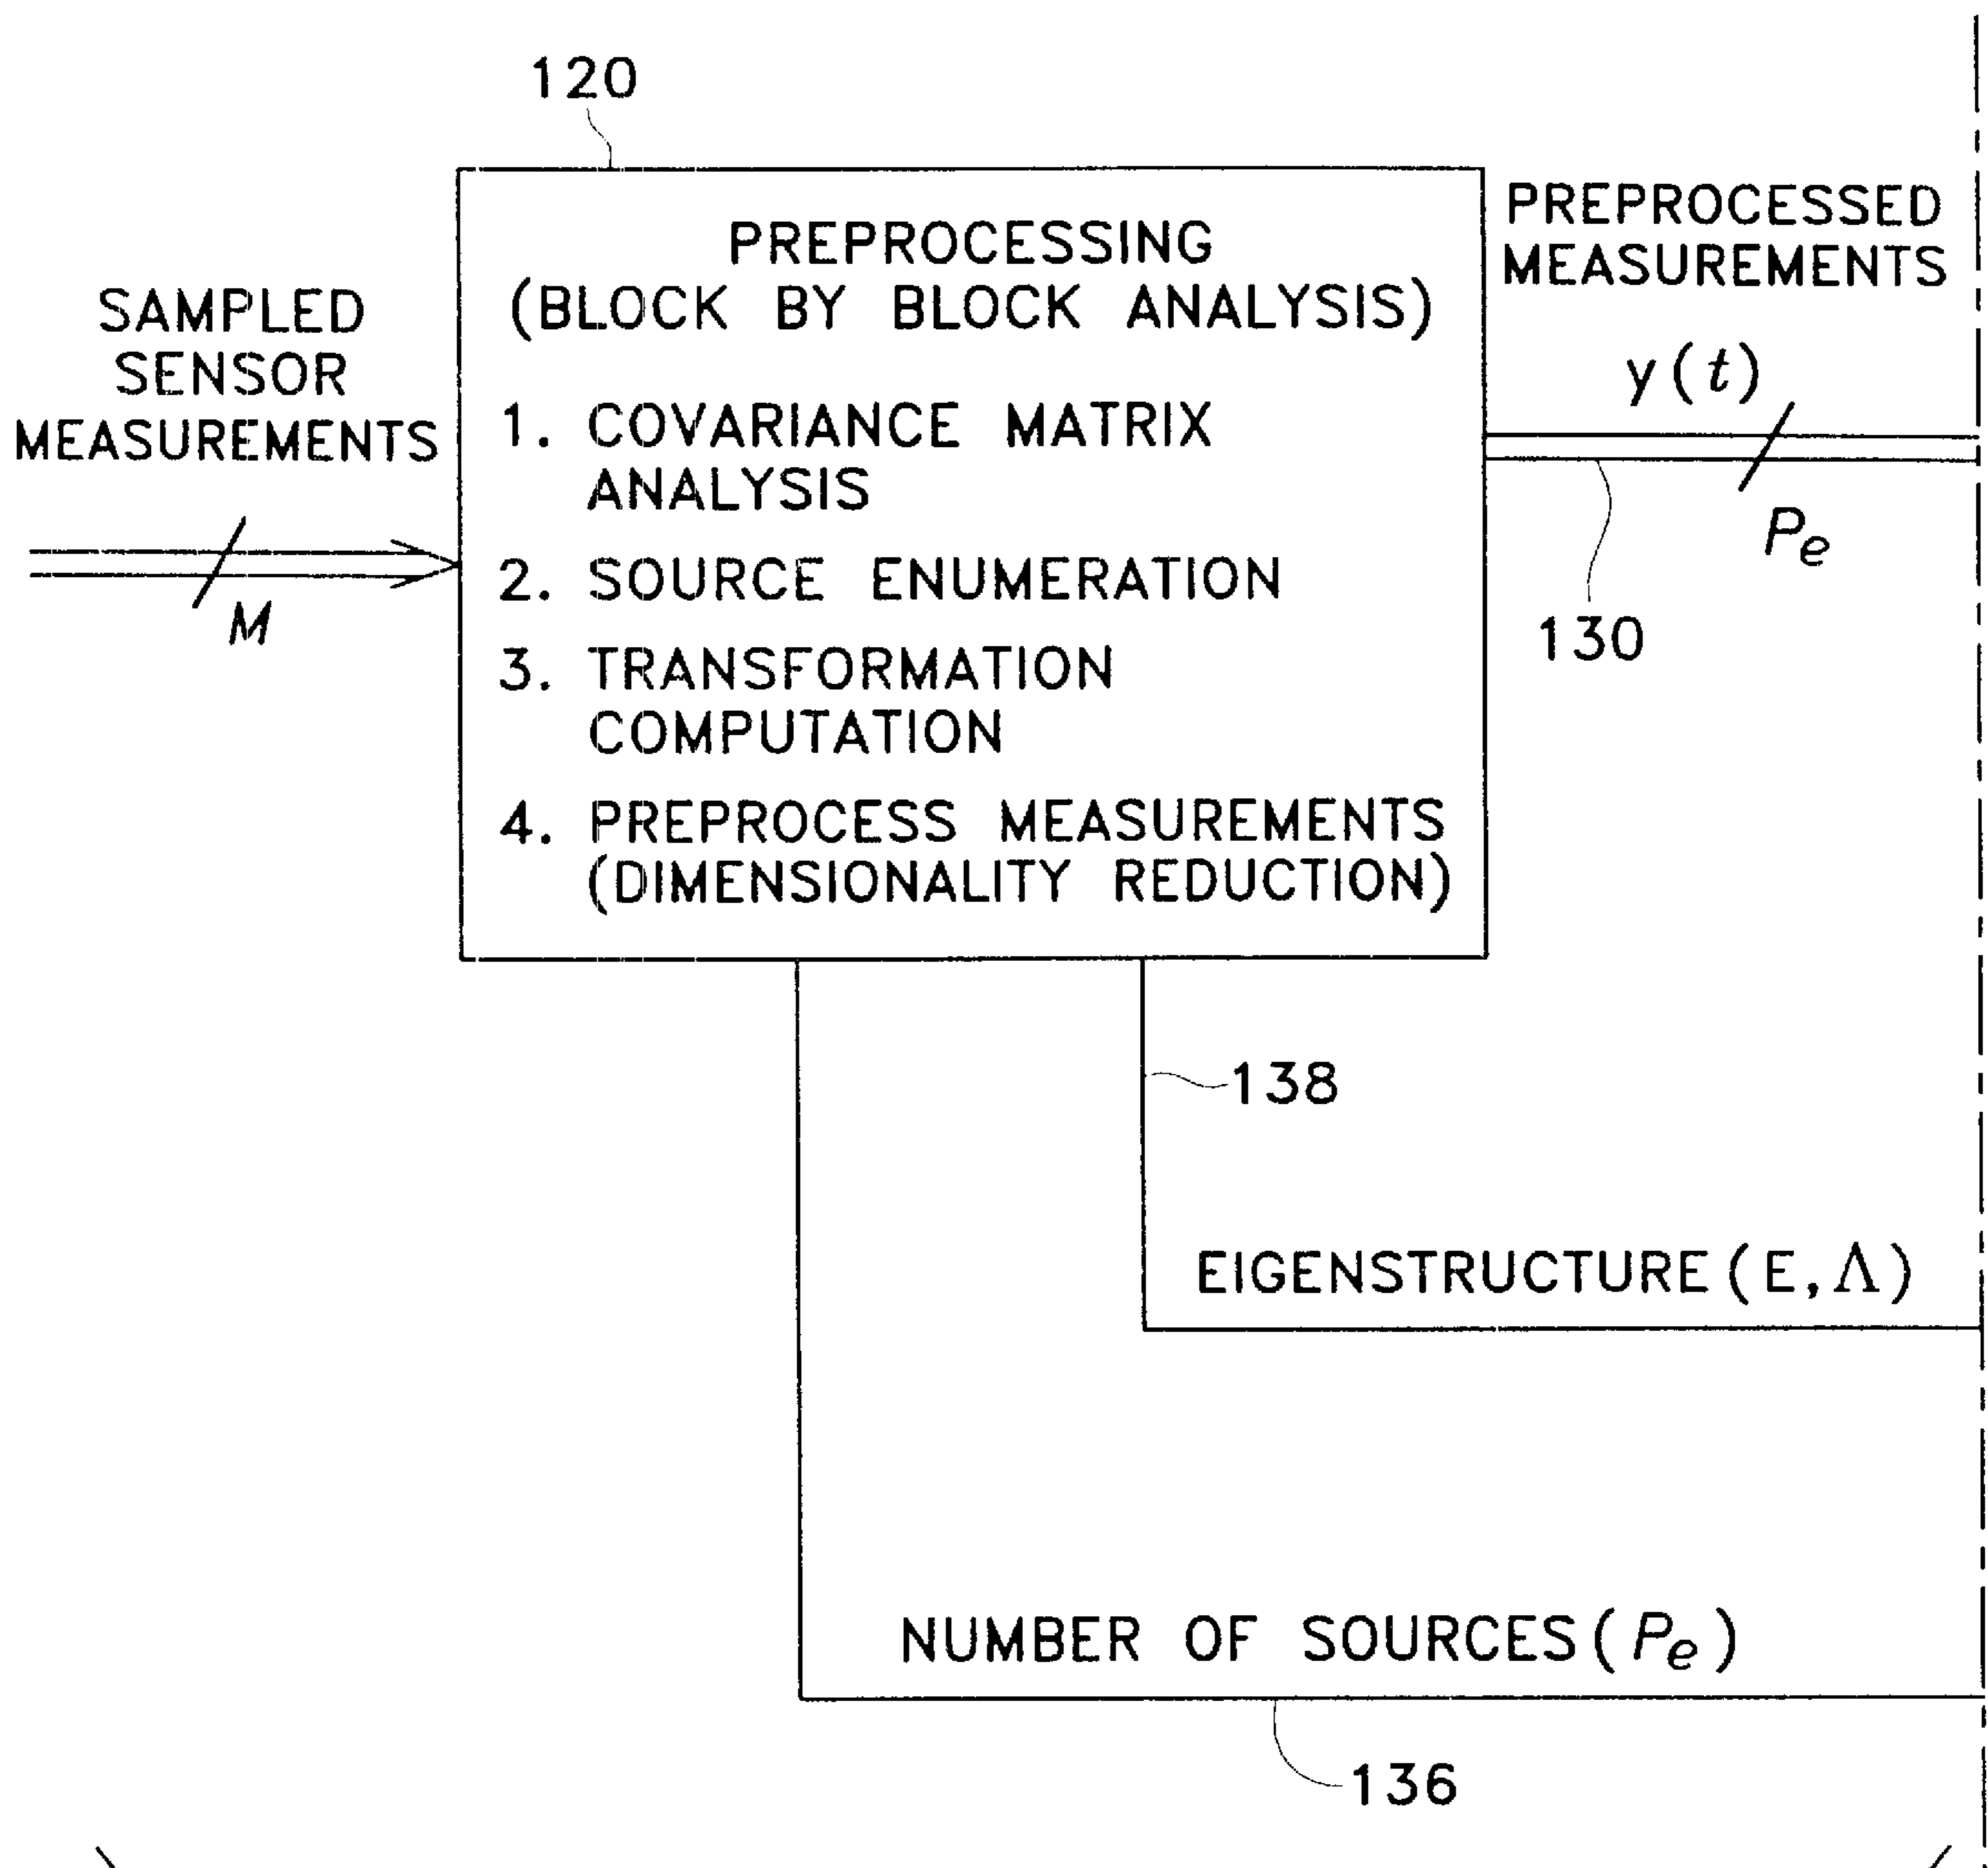 120
PREPROCESSING
(BLOCK BY BLOCK ANALYSIS)
1. COVARIANCE MATRIX
ANALYSIS
2. SOURCE ENUMERATION
3. TRANSFORMATION
COMPUTATION
4. PREPROCESS MEASUREMENTS
(DIMENSIONALITY REDUCTION)
SAMPLED
SENSOR
MEASUREMENTS
M
PREPROCESSED
MEASUREMENTS
y(t)
Pe
130
138
EIGENSTRUCTURE(E,Λ)
NUMBER OF SOURCES(Pe)
136